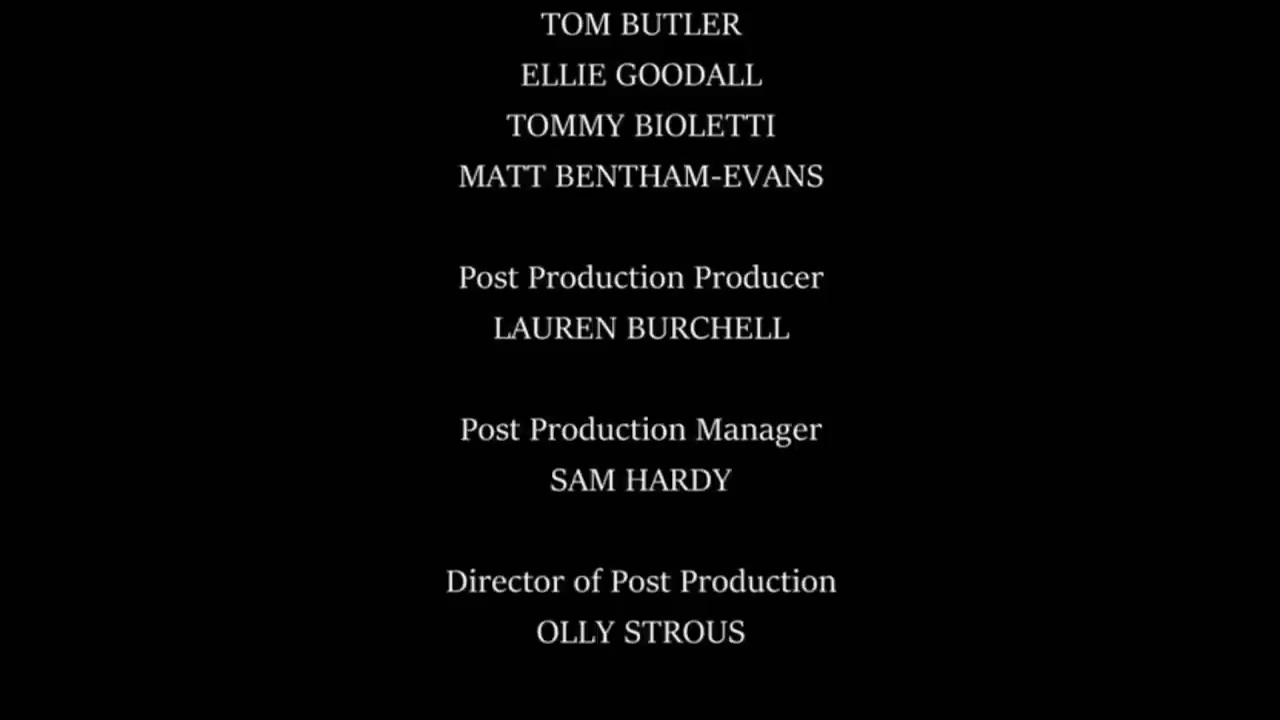 TOM BUTLER
ELLIE GOODALL
TOMMY BIOLETTI
MATT BENTHAM-EVANS
Post Production Producer
LAUREN BURCHELL
Post Production Manager
SAM HARDY
Director of Post Production
OLLY STROUS